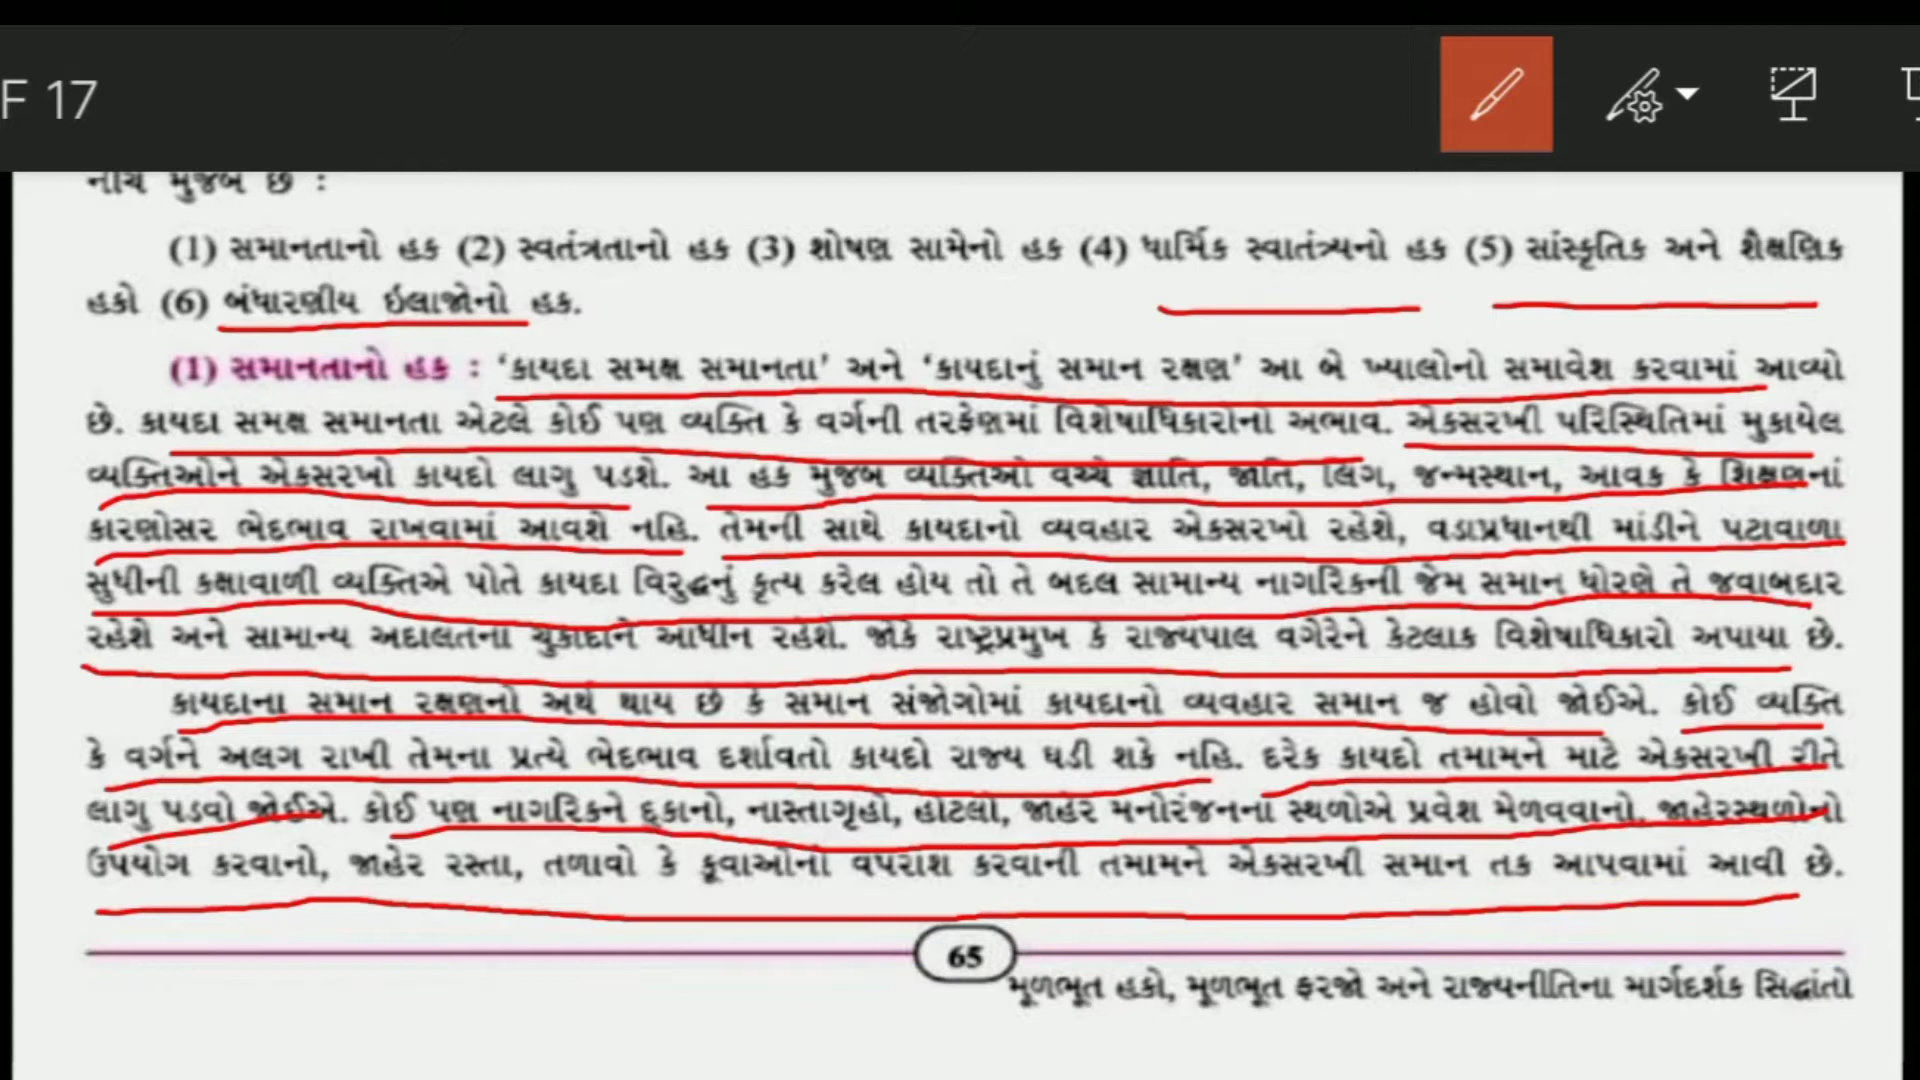 F 17
નીચે મુજબ છે :
(1) સમાનતાનો હક (2) સ્વતંત્રતાનો હક (3) શોષણ સામેનો હક (4) ધાર્મિક સ્વાતંત્ર્યનો હક (5) સાંસ્કૃતિક અને શૈક્ષણિક
હકો (6) બંધારણીય ઇલાજોનો હક.
(1) સમાનતાનો હક : ‘કાયદા સમક્ષ સમાનતા’ અને ‘કાયદાનું સમાન રક્ષણ’ આ બે ખ્યાલોનો સમાવેશ કરવામાં આવ્યો
છે. કાયદા સમક્ષ સમાનતા એટલે કોઈ પણ વ્યક્તિ કે વર્ગની તરફેણમાં વિશેષાધિકારોનો અભાવ. એકસરખી પરિસ્થિતિમાં મુકાયેલ
વ્યક્તિઓને એકસરખો કાયદો લાગુ પડશે. આ હક મુજબ વ્યક્તિઓ વચ્ચે જ્ઞાતિ, જાતિ, લિંગ, જન્મસ્થાન, આવક કે શિક્ષણનાં
કારણોસર ભેદભાવ રાખવામાં આવશે નહિ. તેમની સાથે કાયદાનો વ્યવહાર એકસરખો રહેશે, વડાપ્રધાનથી માંડીને પટાવાળા
સુધીની કક્ષાવાળી વ્યક્તિએ પોતે કાયદા વિરુદ્ધનું કૃત્ય કરેલ હોય તો તે બદલ સામાન્ય નાગરિકની જેમ સમાન ધોરણે તે જવાબદાર
રહેશે અને સામાન્ય અદાલતના ચુકાદાને આધીન રહેશે. જોકે રાષ્ટ્રપ્રમુખ કે રાજ્યપાલ વગેરેને કેટલાક વિશેષાધિકારો અપાયા છે.
કાયદાના સમાન રક્ષણનો અર્થ થાય છે કે સમાન સંજોગોમાં કાયદાનો વ્યવહાર સમાન જ હોવો જોઈએ. કોઈ વ્યક્તિ
કે વર્ગને અલગ રાખી તેમના પ્રત્યે ભેદભાવ દર્શાવતો કાયદો રાજ્ય ઘડી શકે નહિ. દરેક કાયદો તમામને માટે એકસરખી રીતે
લાગુ પડવો જોઈએ. કોઈ પણ નાગરિકને દુકાનો, નાસ્તાગૃહો, હોટલો, જાહેર મનોરંજનના સ્થળોએ પ્રવેશ મેળવવાનો, જાહેરસ્થળોનો
ઉપયોગ કરવાનો, જાહેર રસ્તા, તળાવો કે કૂવાઓનો વપરાશ કરવાની તમામને એકસરખી સમાન તક આપવામાં આવી છે.
65
મૂળભૂત હકો, મૂળભૂત ફરજો અને રાજ્યનીતિના માર્ગદર્શક સિદ્ધાંતો